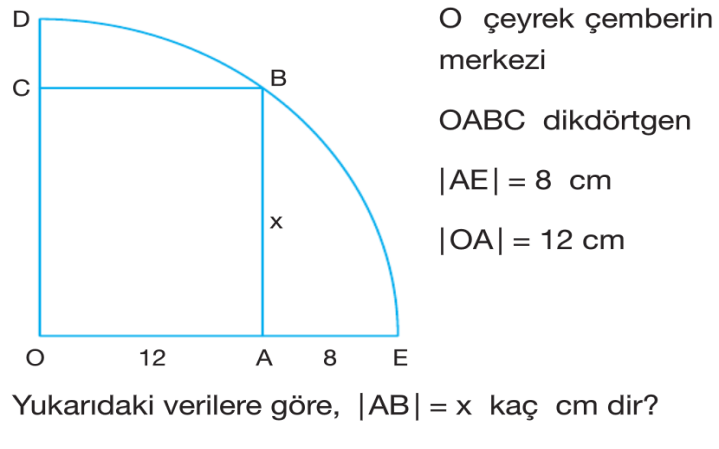 D
C
B
x
O 12 A 8 E
O çeyrek çemberin
merkezi
OABC dikdörtgen
|AE| = 8 cm
|OA| = 12 cm
Yukarıdaki verilere göre, |AB| = x kaç cm dir?